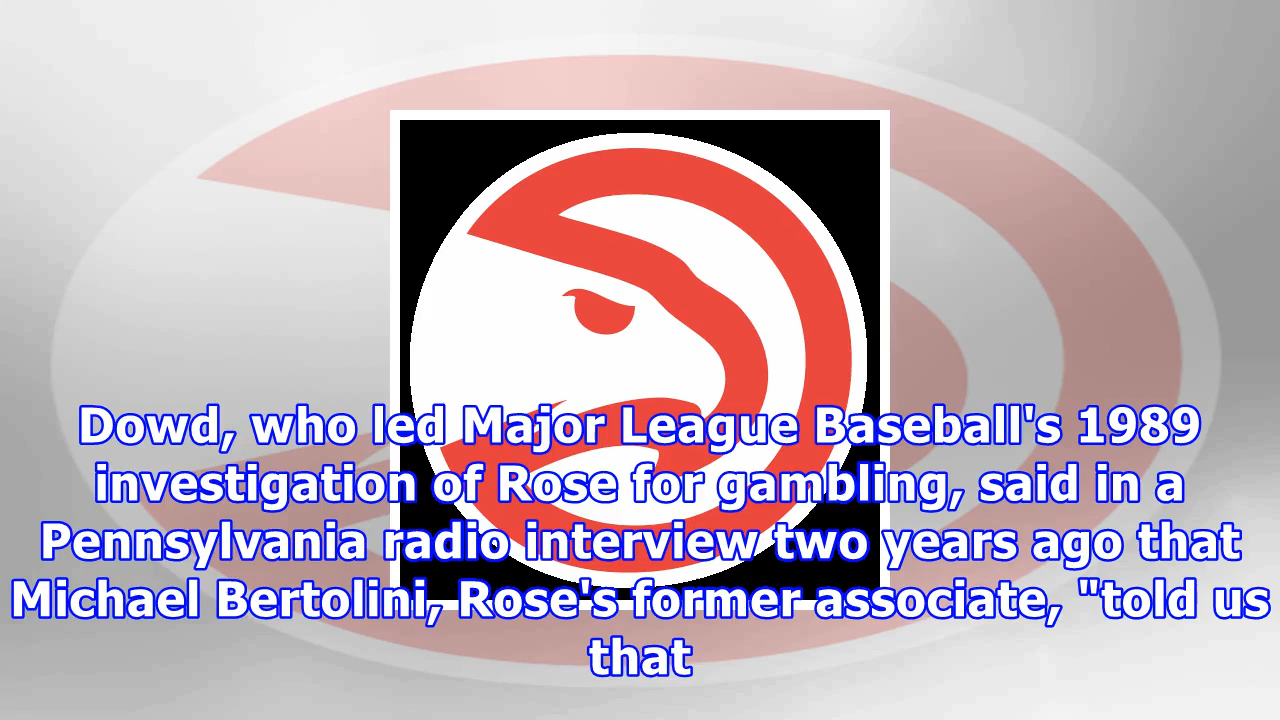 Dowd, who led Major League Baseball's 1989
investigation of Rose for gambling, said in a
Pennsylvania radio interview two years ago that
Michael Bertolini, Rose's former associate, "told us
that